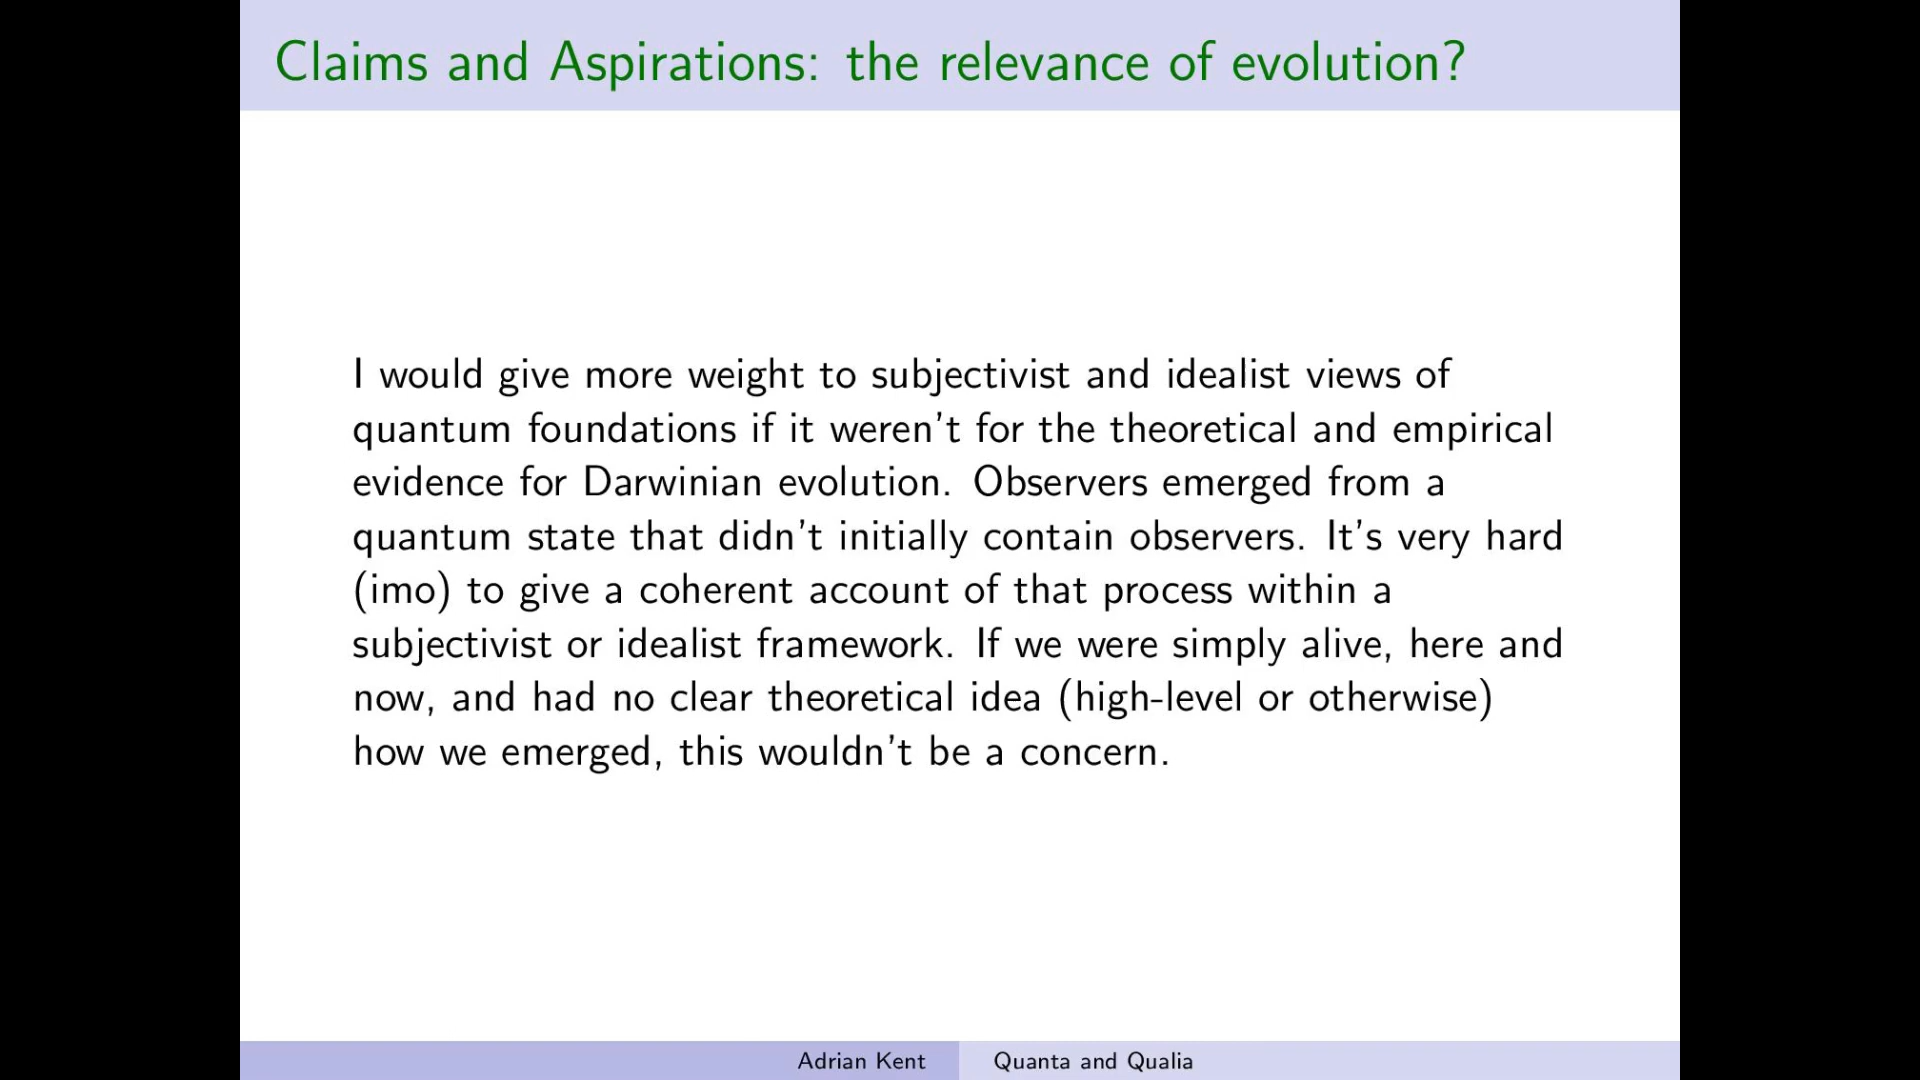 Claims and Aspirations: the relevance of evolution?
I would give more weight to subjectivist and idealist views of
quantum foundations if it weren't for the theoretical and empirical
evidence for Darwinian evolution. Observers emerged from a
quantum state that didn't initially contain observers. It's very hard
(imo) to give a coherent account of that process within a
subjectivist or idealist framework. If we were simply alive, here and
now, and had no clear theoretical idea (high-level or otherwise)
how we emerged, this wouldn't be a concern.
Adrian Kent
Quanta and Qualia